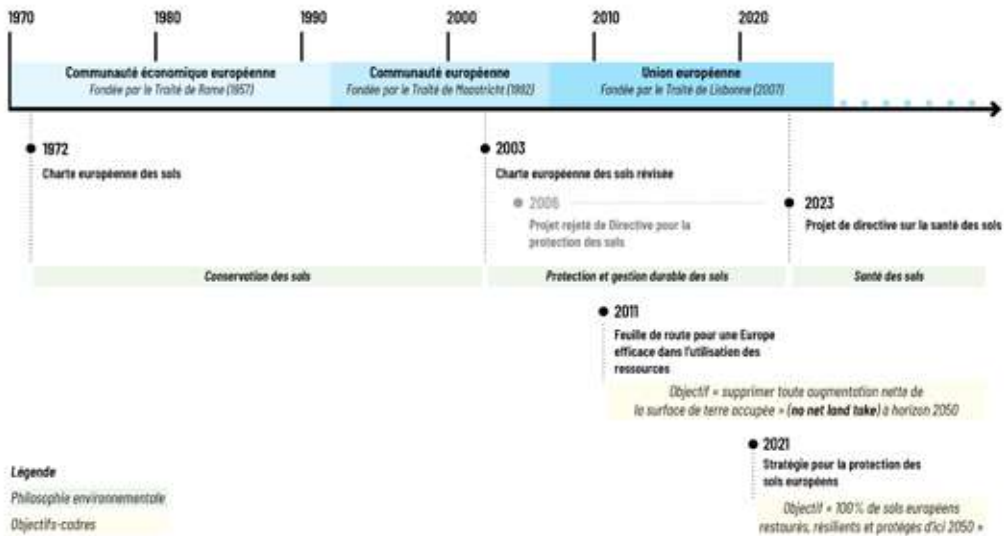 1970 1980 1990 2000 2010 2020
Communauté économique européenne
Fondée par le Traité de Rome (1957)
Communauté européenne
Fondée par le Traité de Maastricht (1992)
Union européenne
Fondée par le Traité de Lisbonne (2007)
1972
Charte européenne des sols
2003
Charte européenne des sols révisée
2006
Projet rejeté de Directive pour la
protection des sols
2023
Projet de directive sur la santé des sols
Conservation des sols
Protection et gestion durable des sols
Santé des sols
2011
Feuille de route pour une Europe
efficace dans l'utilisation des
ressources
Objectif « supprimer toute augmentation nette de
la surface de terre occupée » (no net land take) à horizon 2050
2021
Stratégie pour la protection des
sols européens
Objectif « 100% de sols européens
restaurés, résilients et protégés d'ici 2050 »
Légende
Philosophie environnementale
Objectifs-cadres